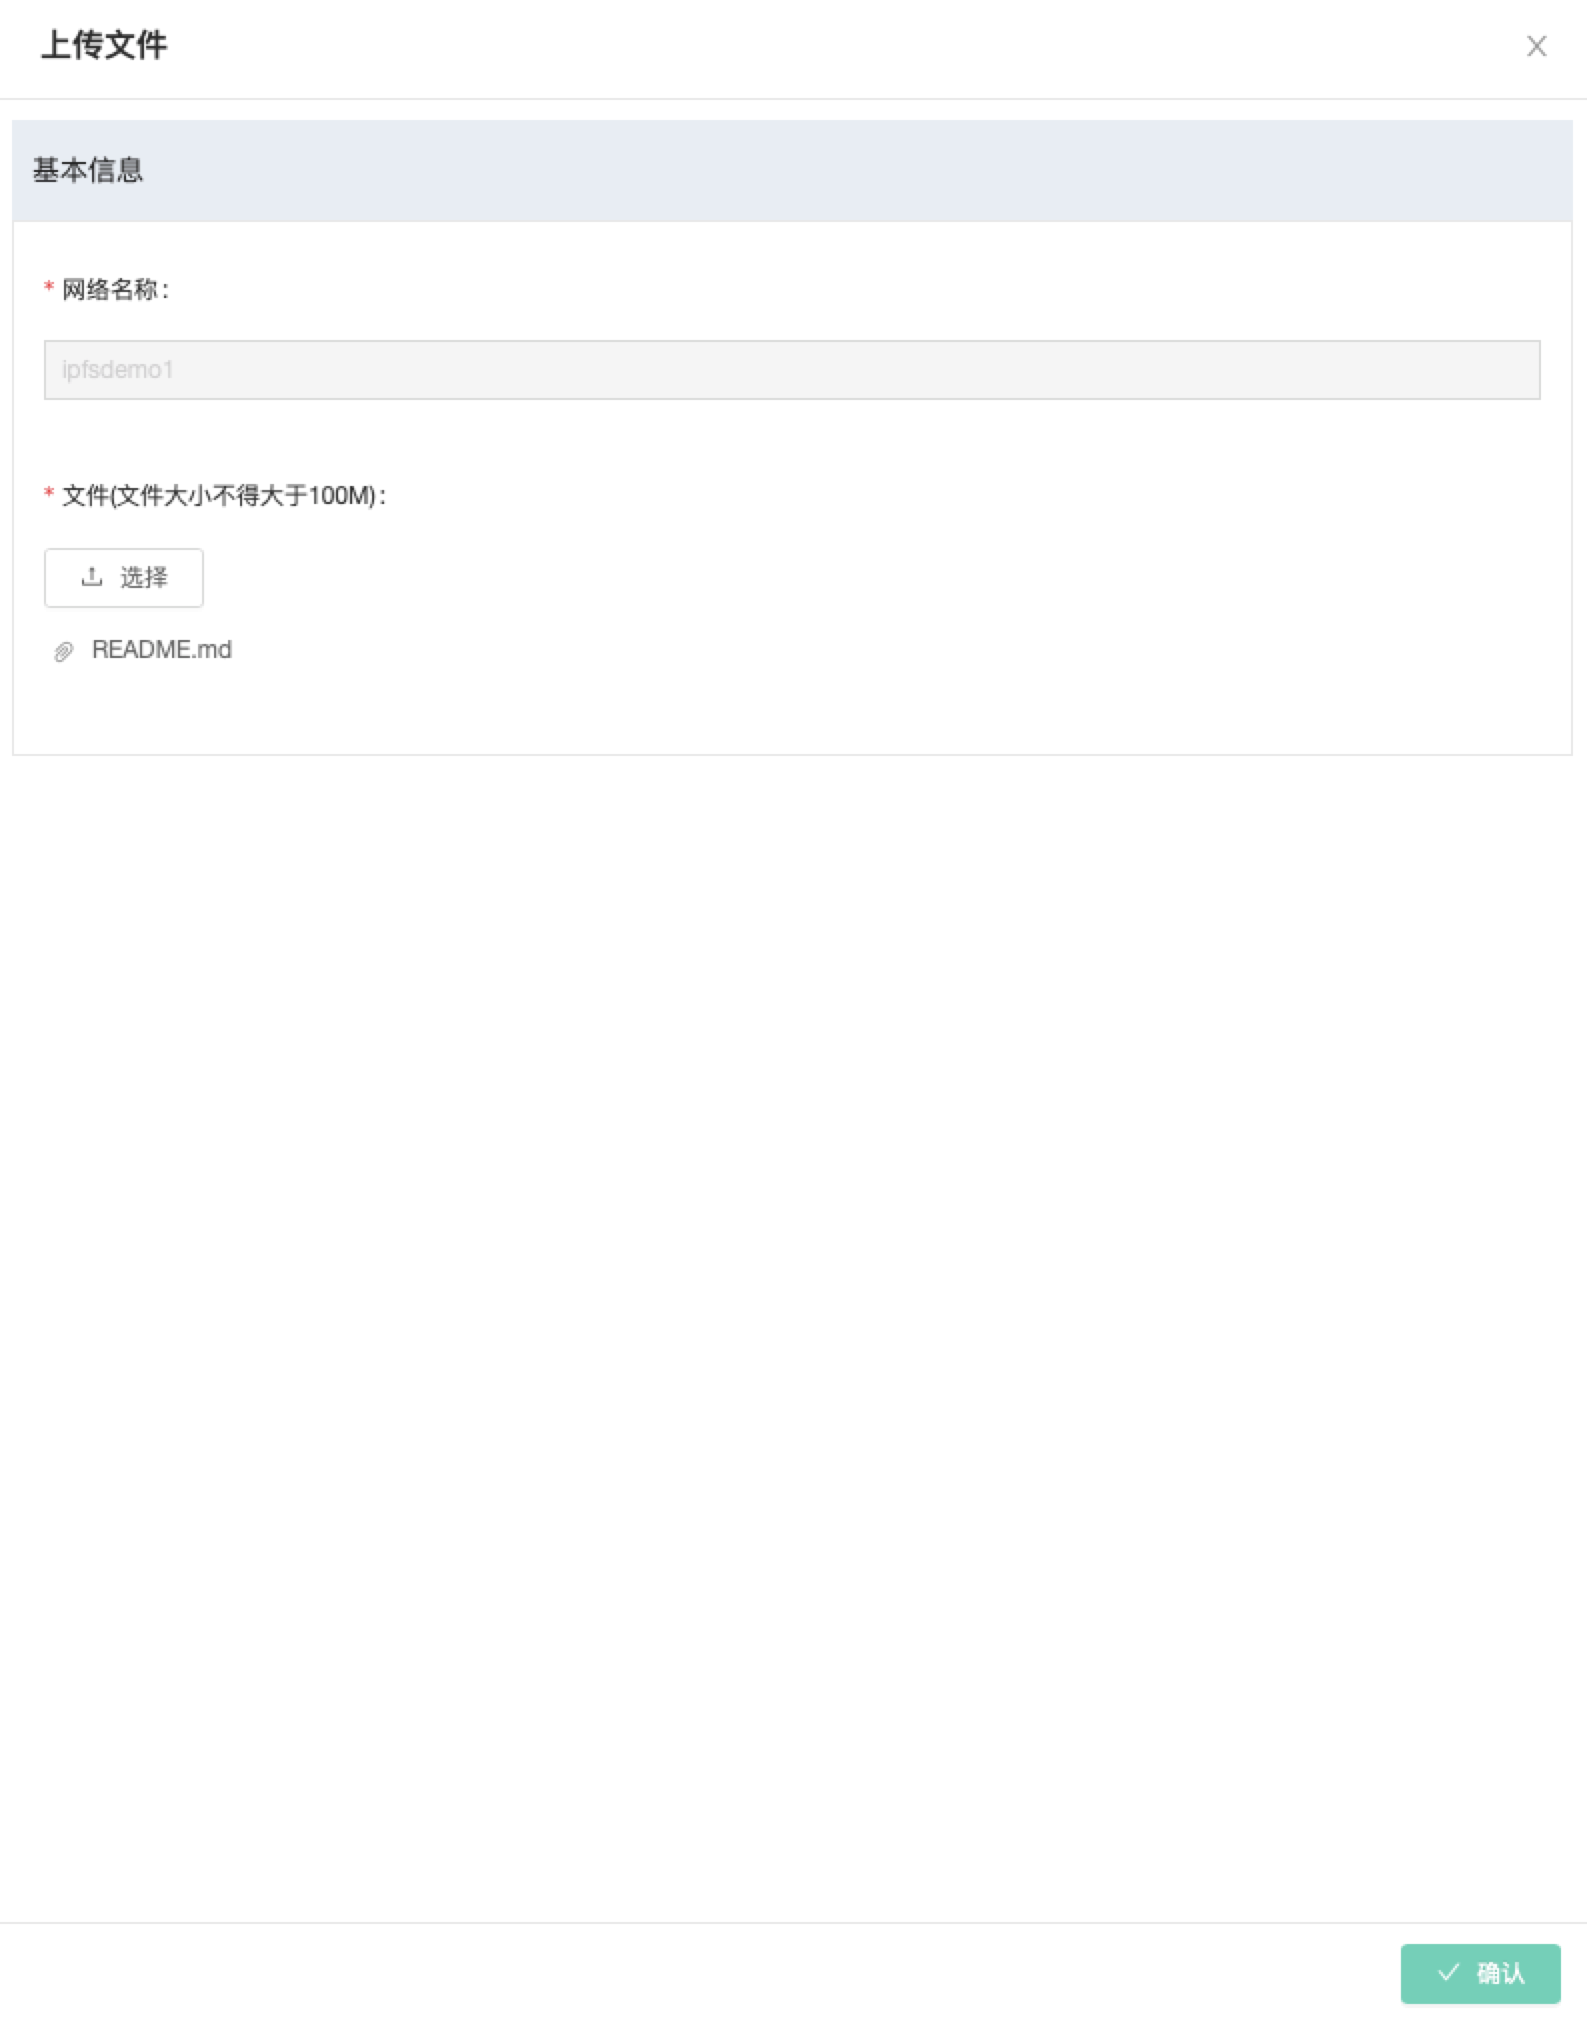 上传文件
基本信息
* 网络名称:
ipfsdemo1
* 文件(文件大小不得大于100M):
选择
README.md
确认